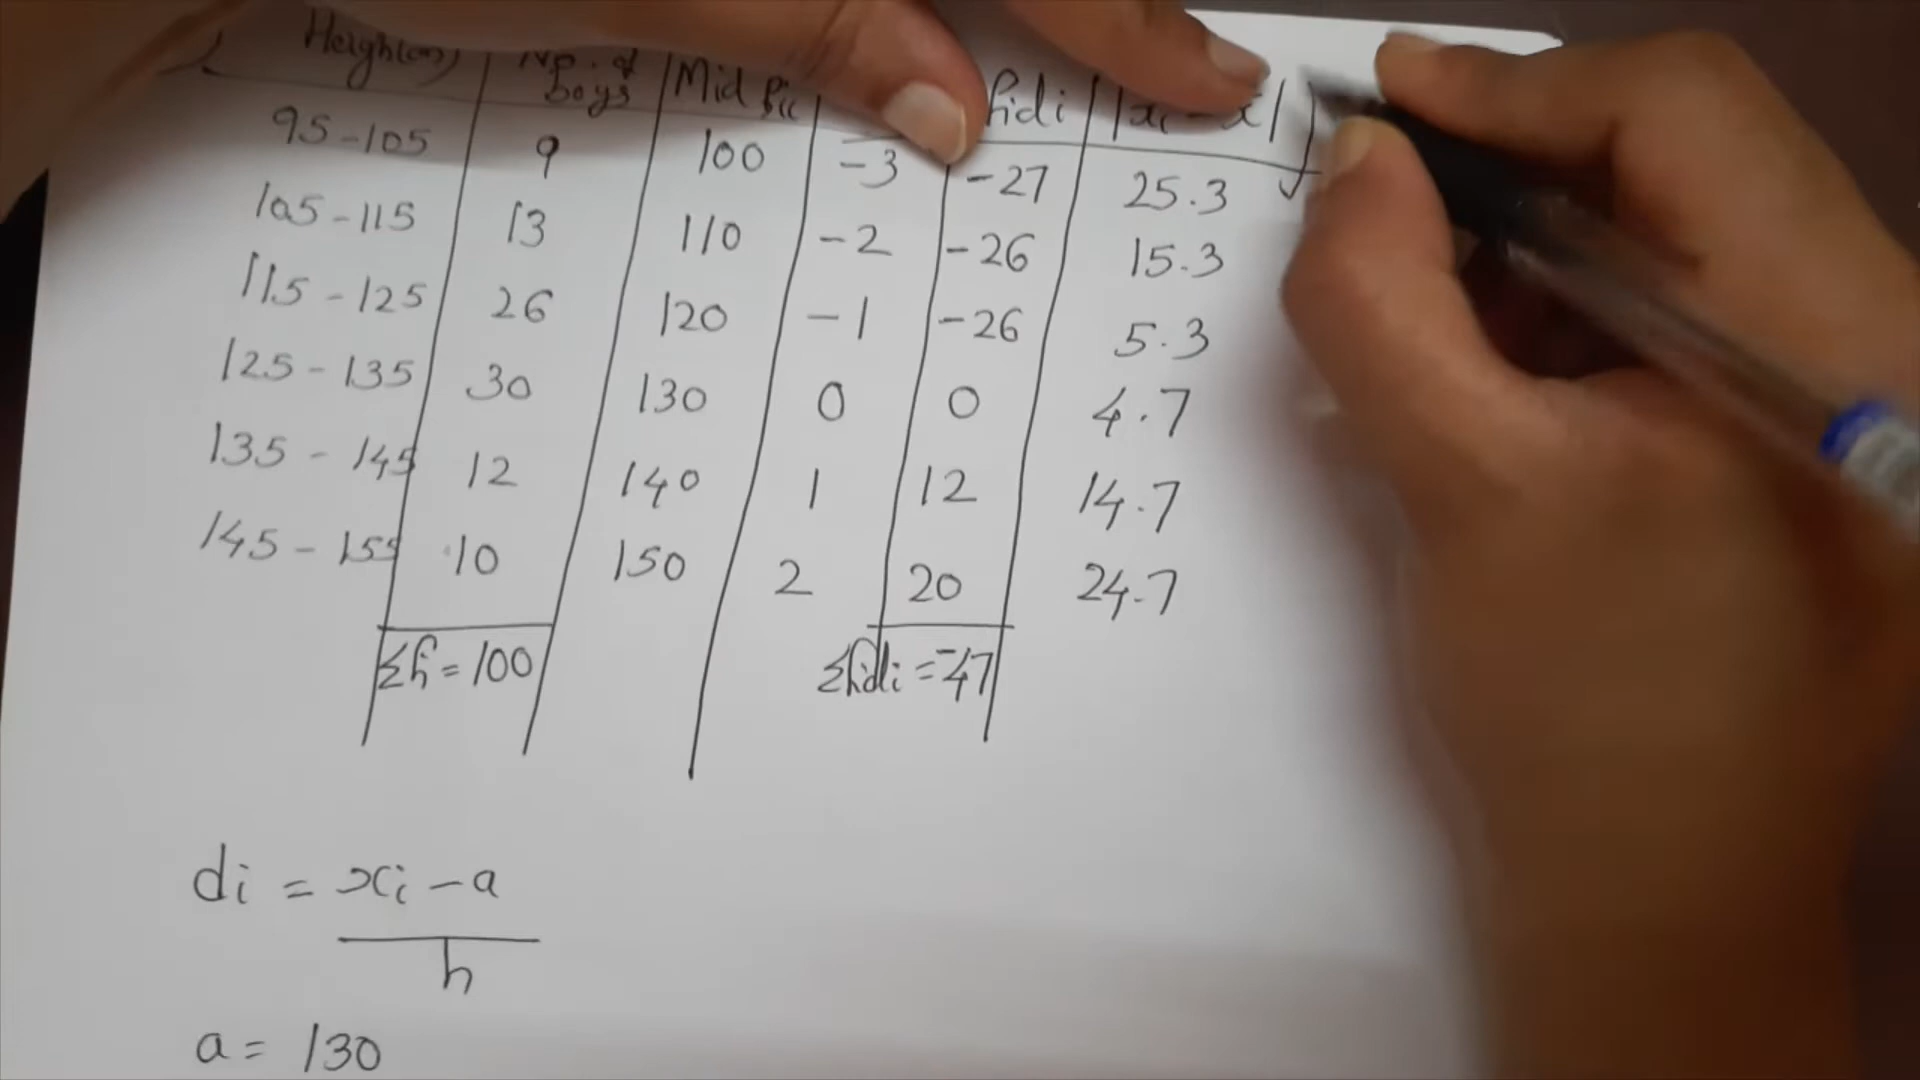 Height(cm) No. of boys Mid pt fidi |xi - x̄|
95-105 9 100 -3 -27 25.3
105-115 13 110 -2 -26 15.3
115-125 26 120 -1 -26 5.3
125-135 30 130 0 0 4.7
135-145 12 140 1 12 14.7
145-155 10 150 2 20 24.7
Σfi=100 Σfidi=-47
di = xi - a
h
a = 130